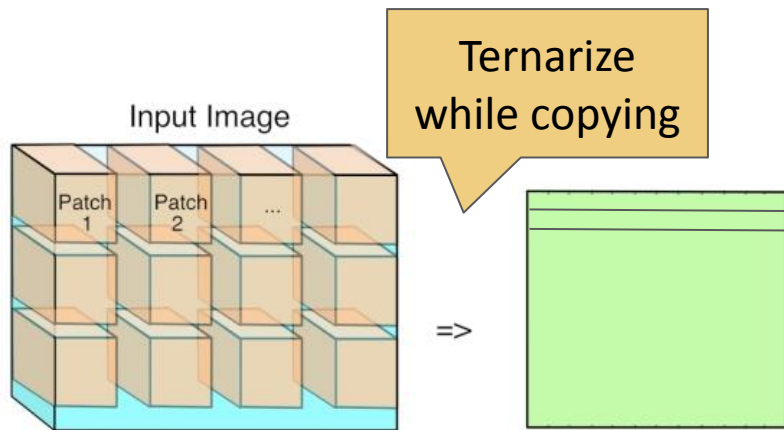 Ternarize
while copying
Input Image
Patch
1
Patch
2
...
=>